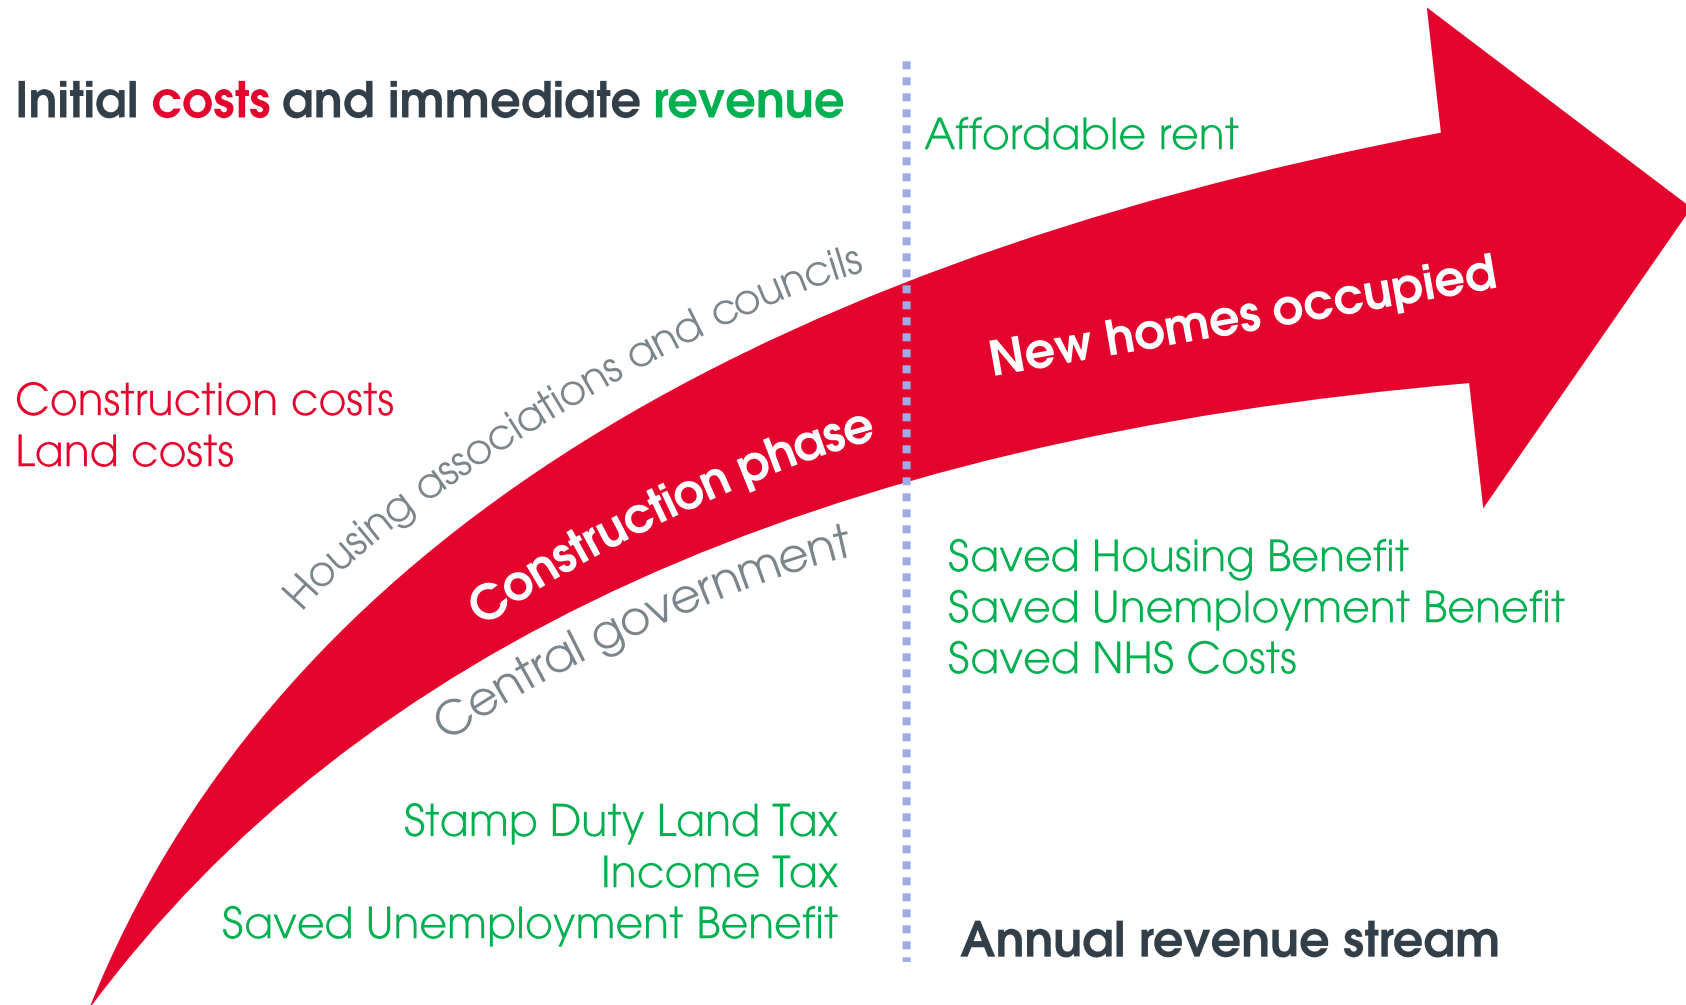 Initial costs and immediate revenue
Affordable rent
Housing associations and councils
New homes occupied
Construction costs
Land costs
Construction phase
Central government
Saved Housing Benefit
Saved Unemployment Benefit
Saved NHS Costs
Stamp Duty Land Tax
Income Tax
Saved Unemployment Benefit
Annual revenue stream